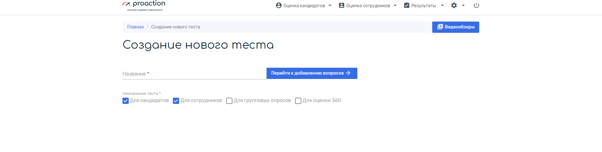 proaction
Оценка кандидатов Оценка сотрудников Результаты
Главная / Создание нового теста Видеообзоры
Создание нового теста
Название *
Перейти к добавлению вопросов →
Назначение теста *
Для кандидатов Для сотрудников Для групповых опросов Для оценки 360